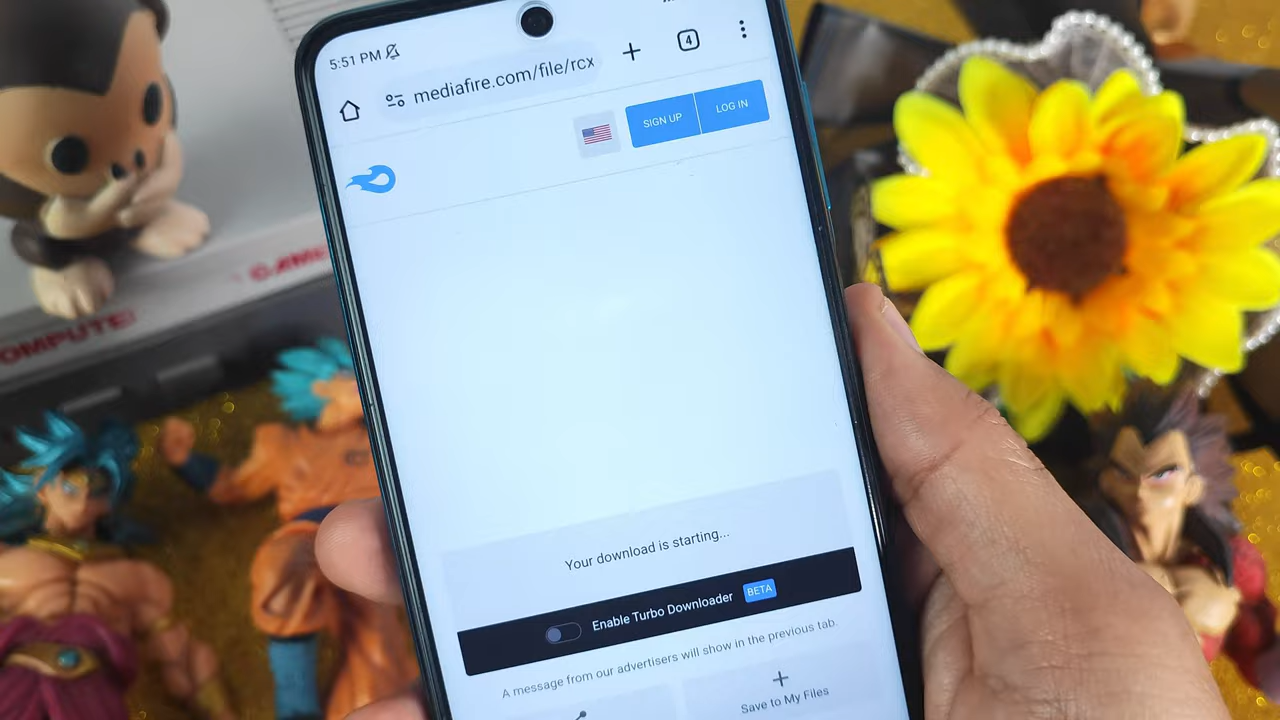 5:51 PM
mediafire.com/file/rcx
4
SIGN UP
LOG IN
Your download is starting...
Enable Turbo Downloader BETA
A message from our advertisers will show in the previous tab.
Save to My Files